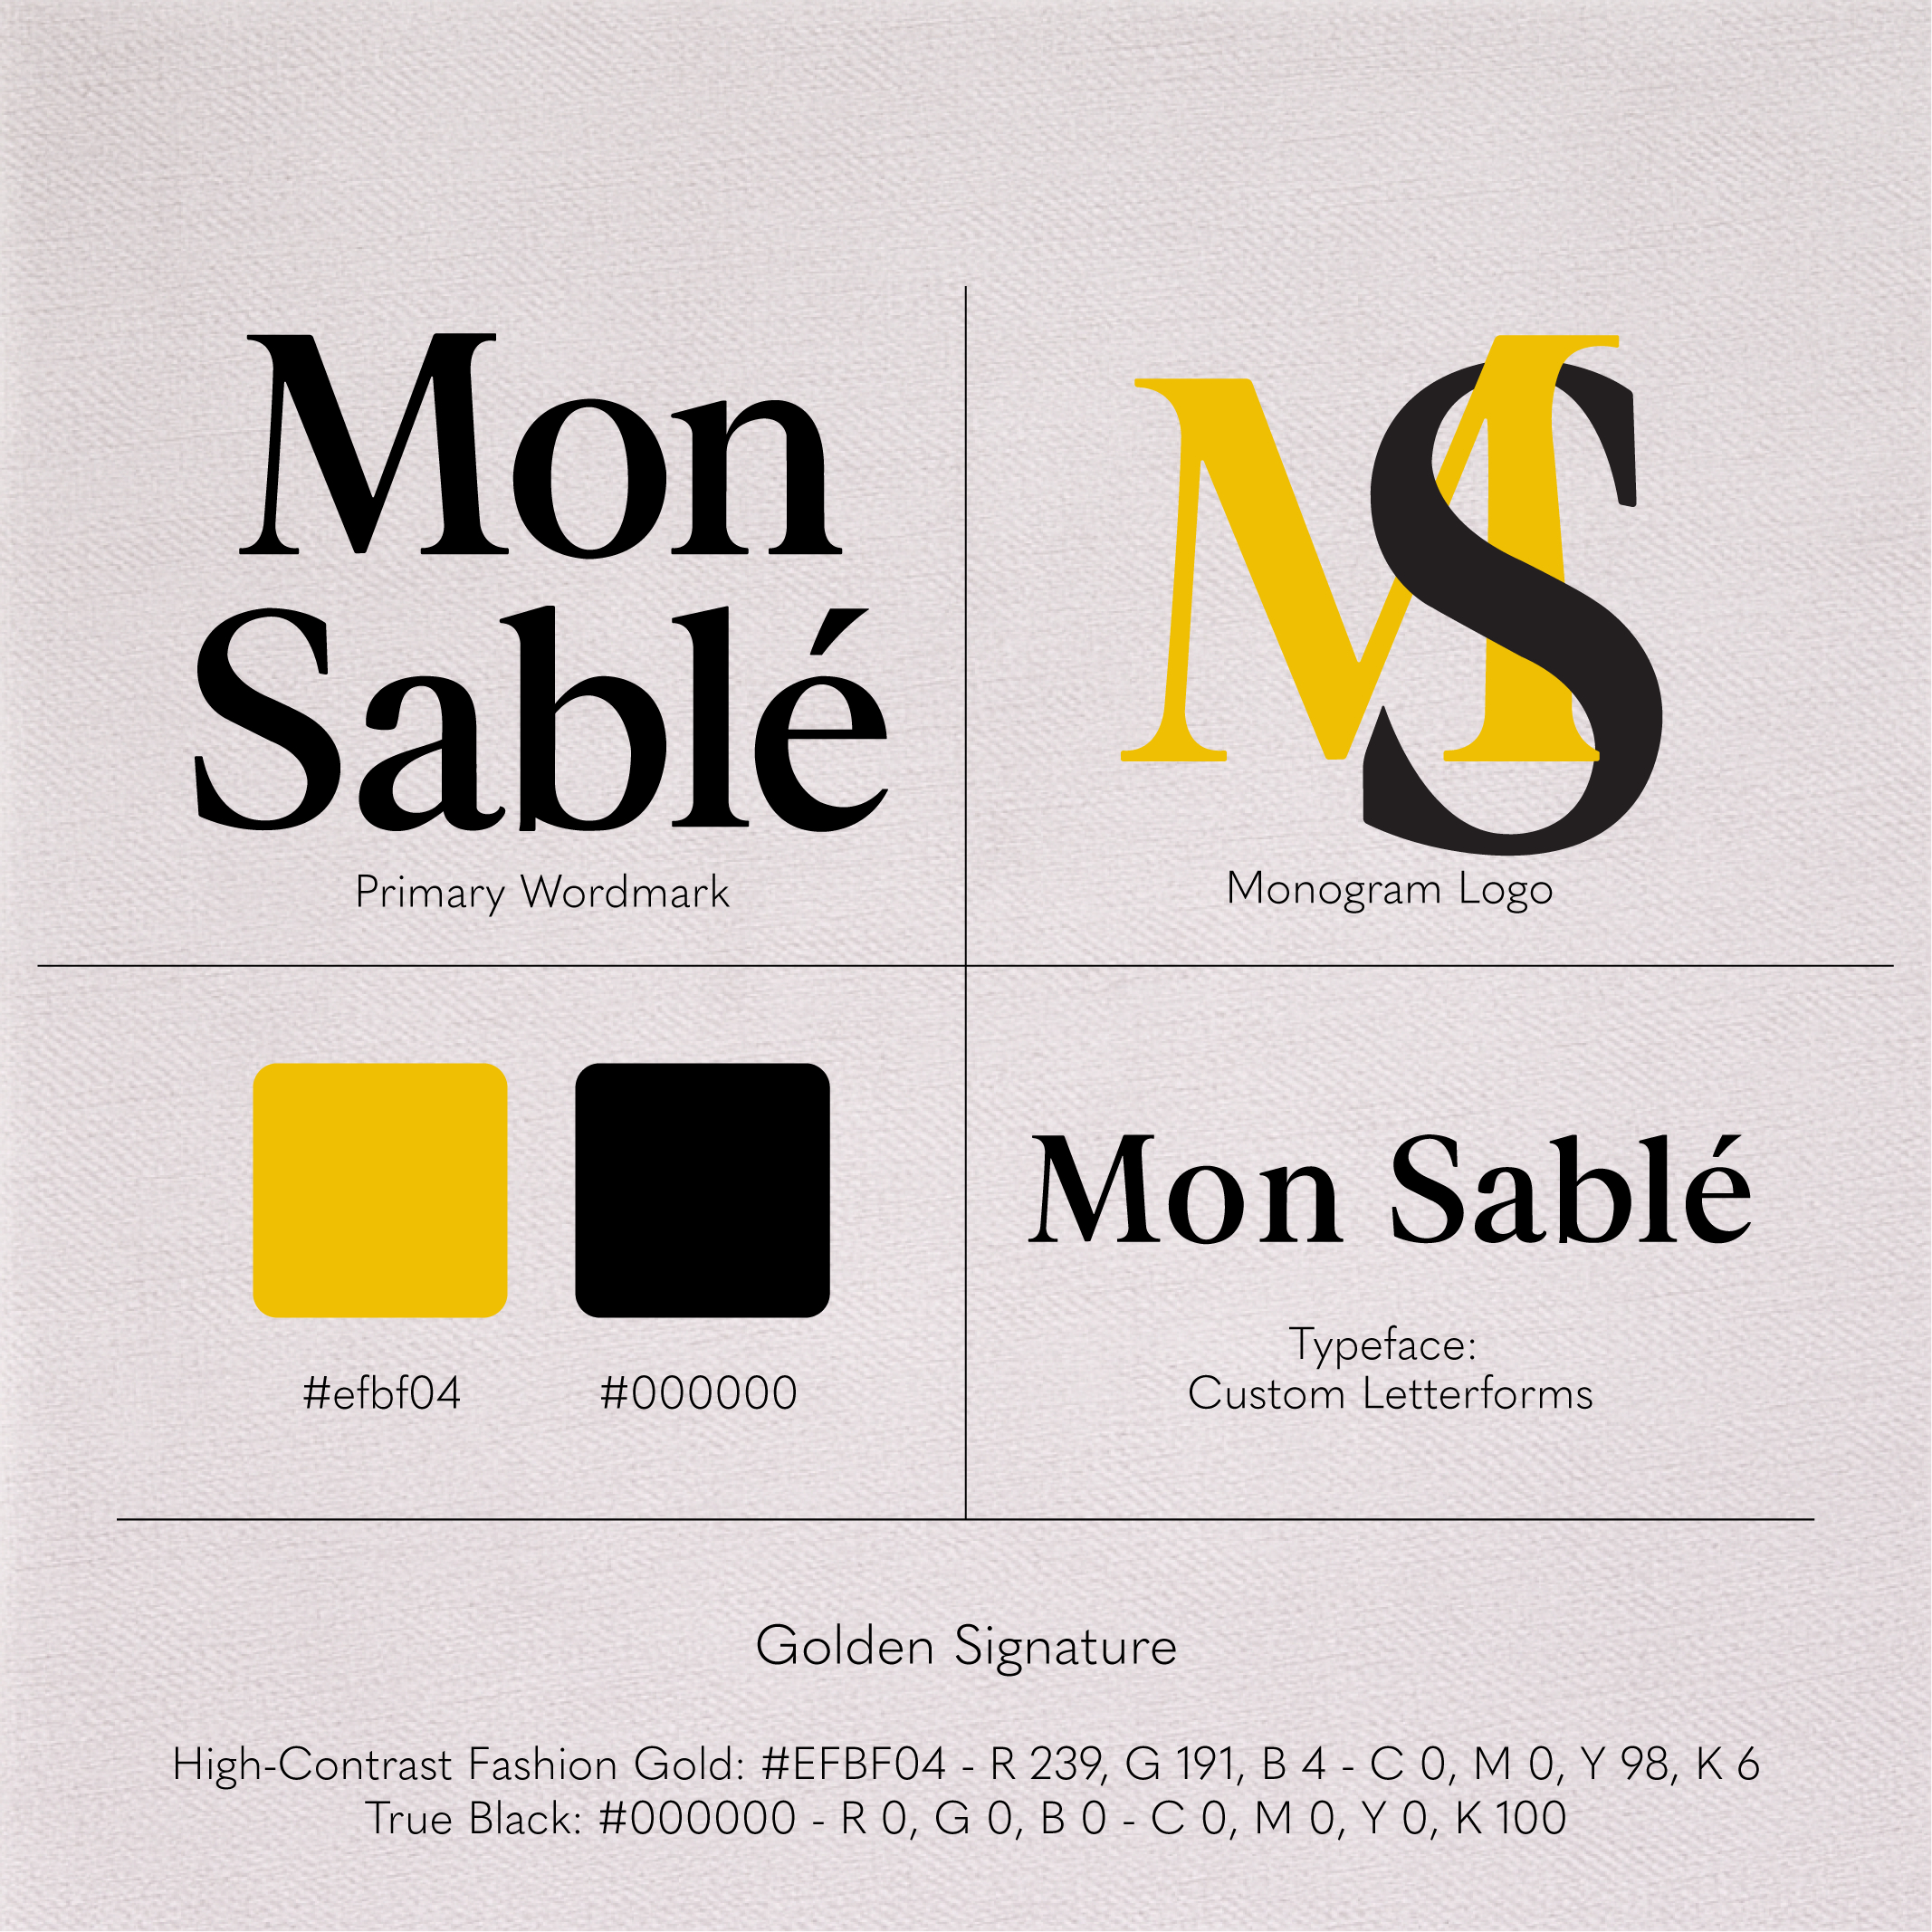 Mon
Sablé
Primary Wordmark
MS
Monogram Logo
#efbf04
#000000
Mon Sablé
Typeface:
Custom Letterforms
Golden Signature
High-Contrast Fashion Gold: #EFBF04 - R 239, G 191, B 4 - C 0, M 0, Y 98, K 6
True Black: #000000 - R 0, G 0, B 0 - C 0, M 0, Y 0, K 100